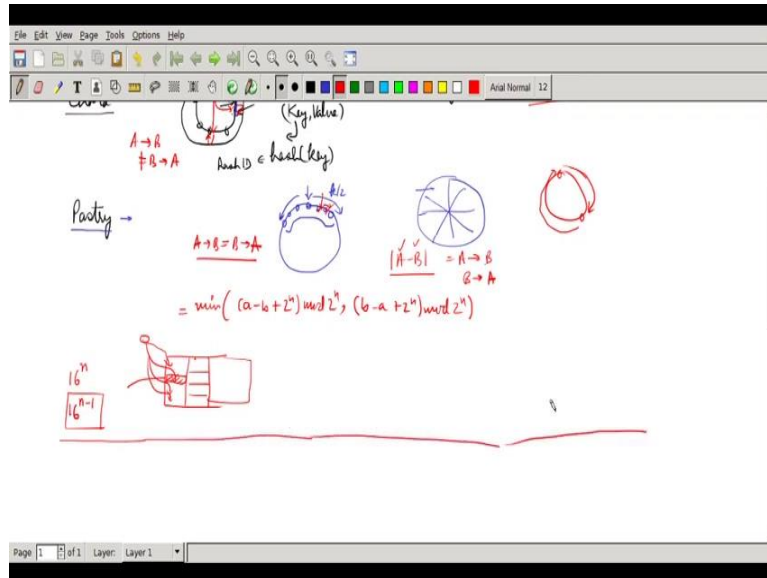 File Edit View Page Tools Options Help
T Arial Normal 12
(Key, Value)
A → B
≠ B → A
Hash ID ← hash(key)
Pastry →
k/2
A → B = B → A
|A-B| = A → B
B → A
= min( (a-b+2^n) mod 2^n, (b-a+2^n) mod 2^n)
16^n
16^n-1
Page 1 of 1 Layer: Layer 1